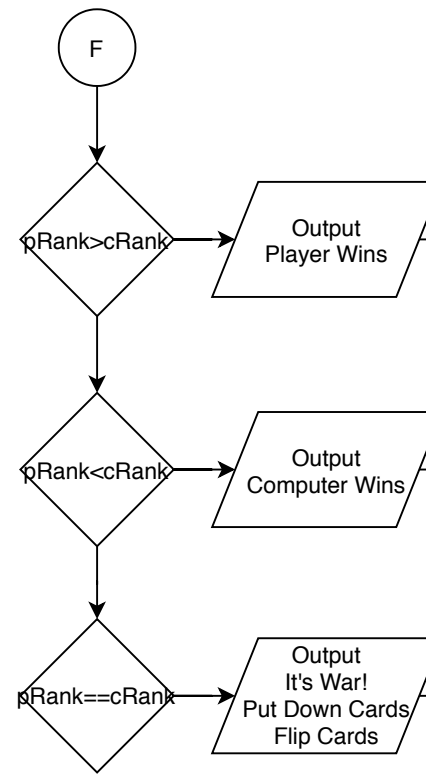 F
pRank>cRank
Output
Player Wins
pRank<cRank
Output
Computer Wins
pRank==cRank
Output
It's War!
Put Down Cards
Flip Cards